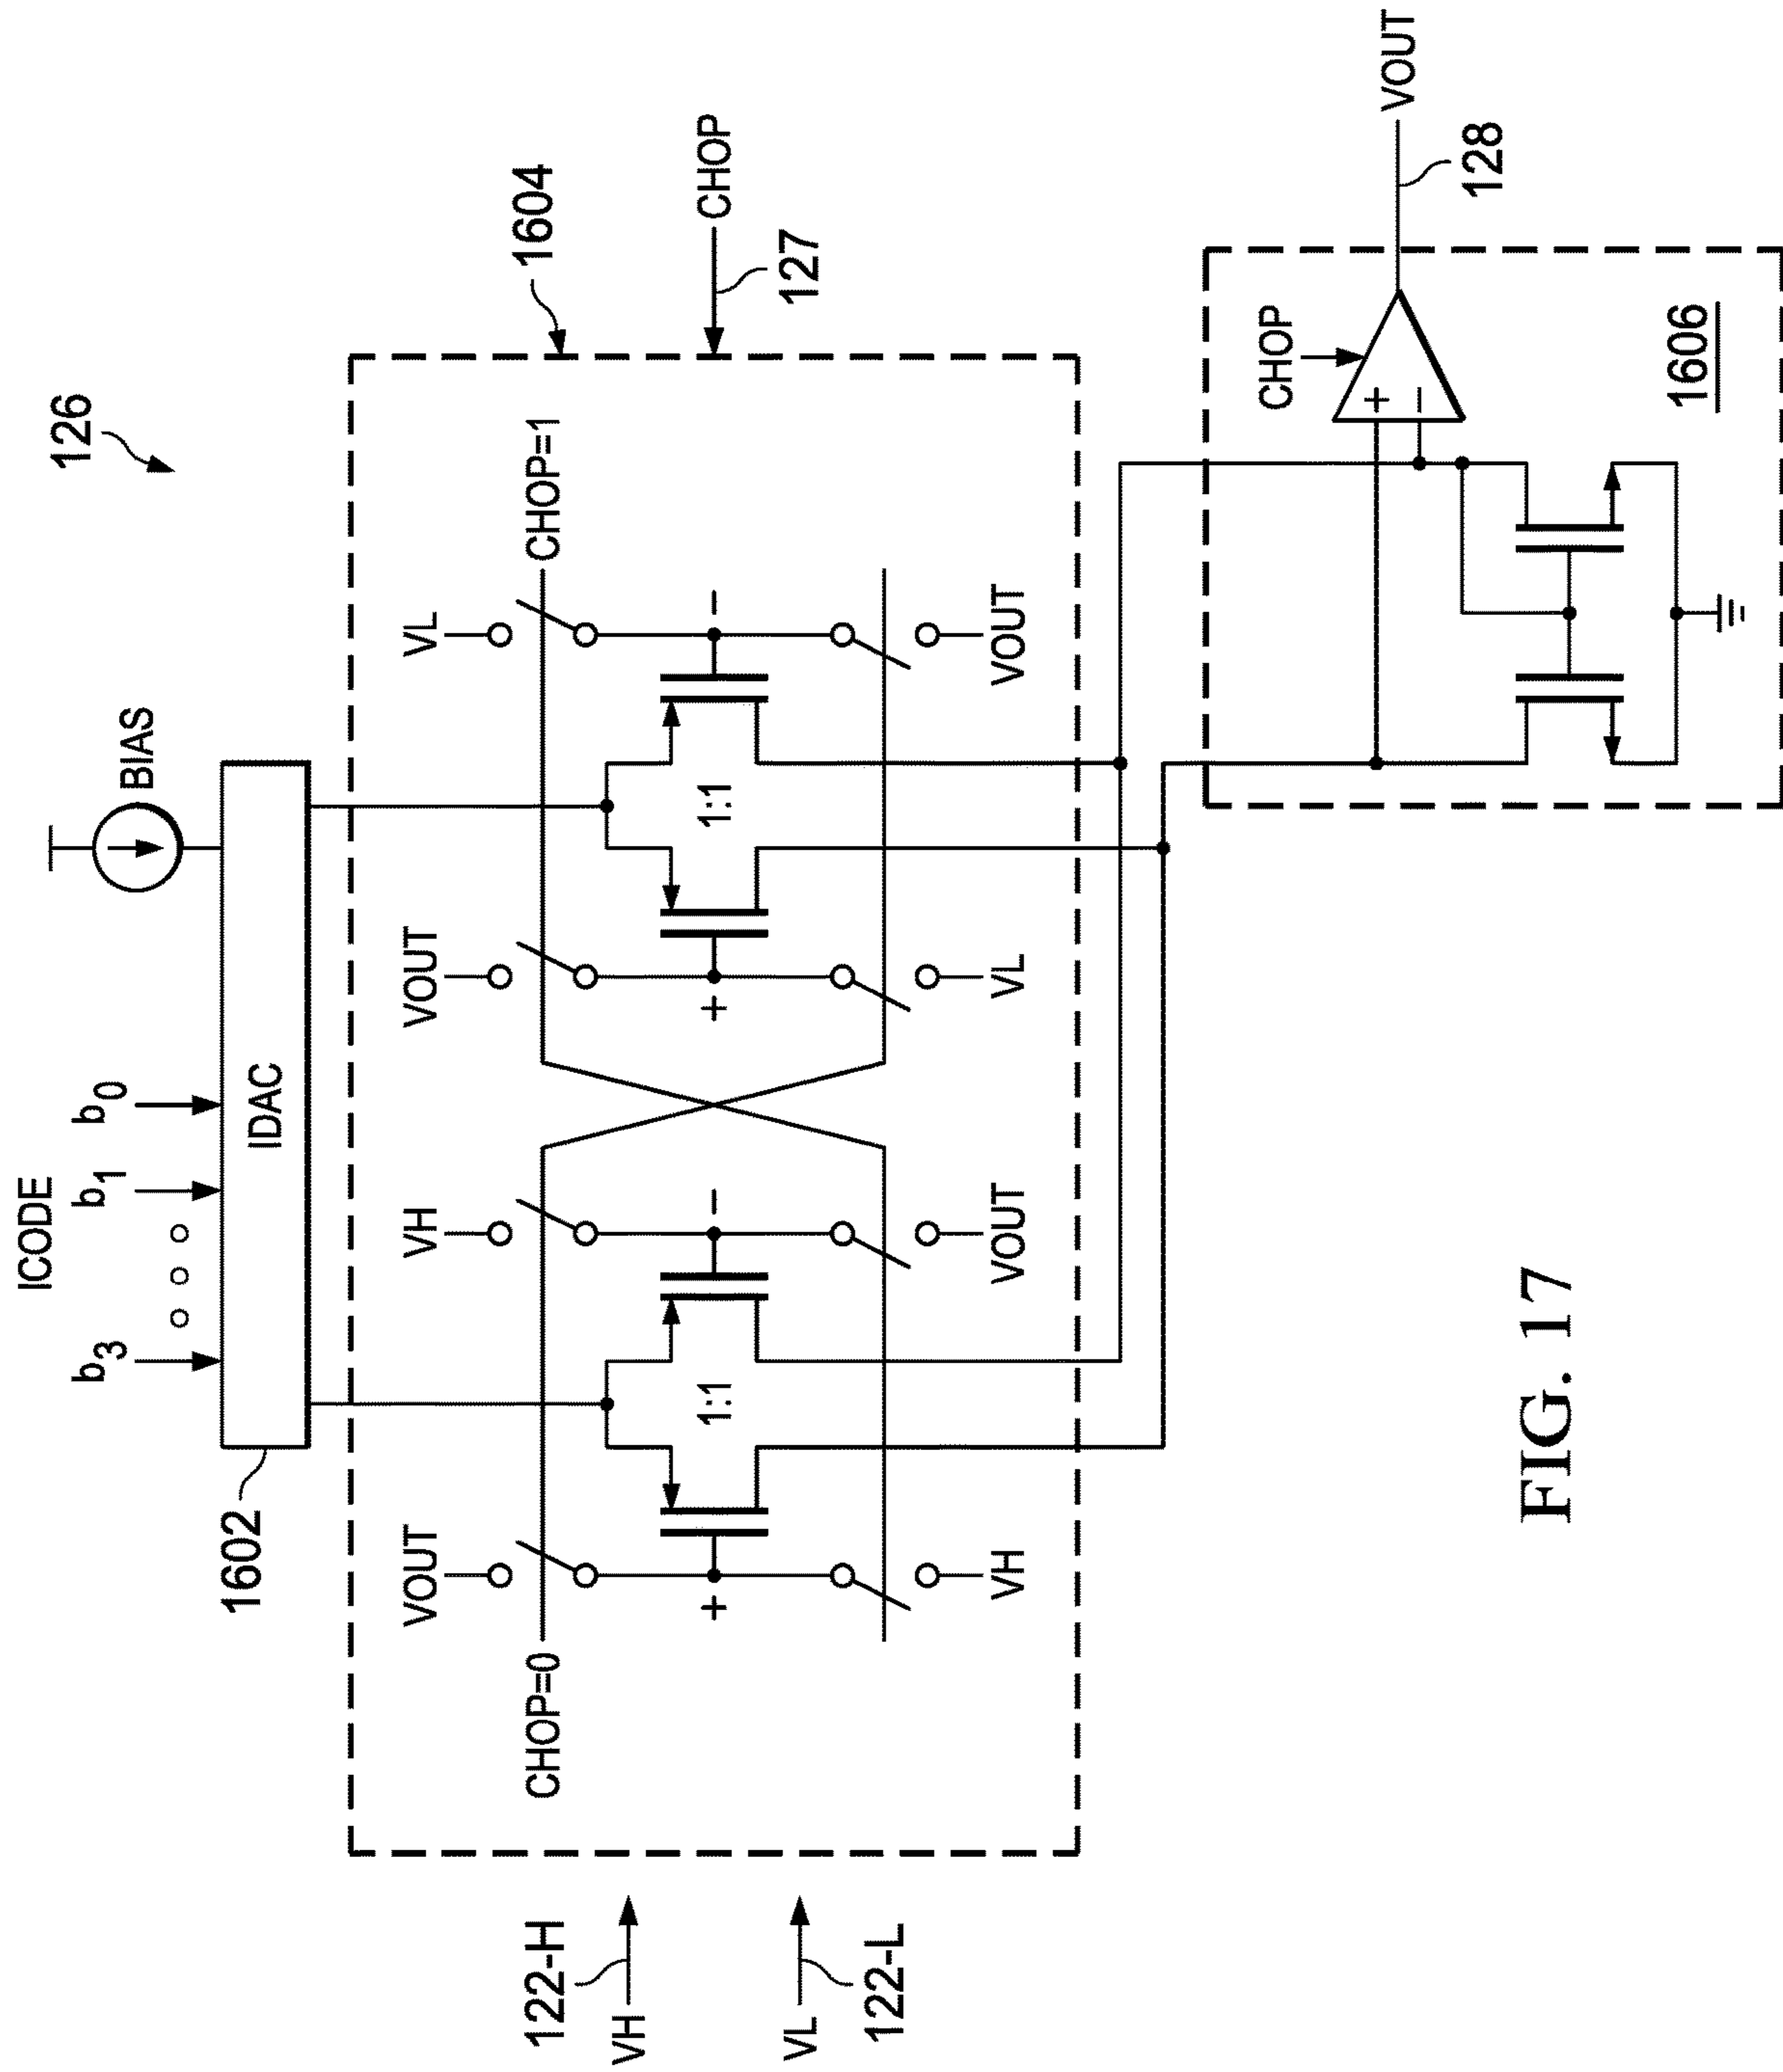 126
ICODE
b3
b1
b0
BIAS
1602
IDAC
1604
CHOP
127
VOUT
VH
VOUT
VL
CHOP=0
CHOP=1
122-H
VH
+
1:1
−
+
1:1
−
VL
122-L
VH
VOUT
VL
VOUT
CHOP
+
−
VOUT
128
1606
FIG. 17